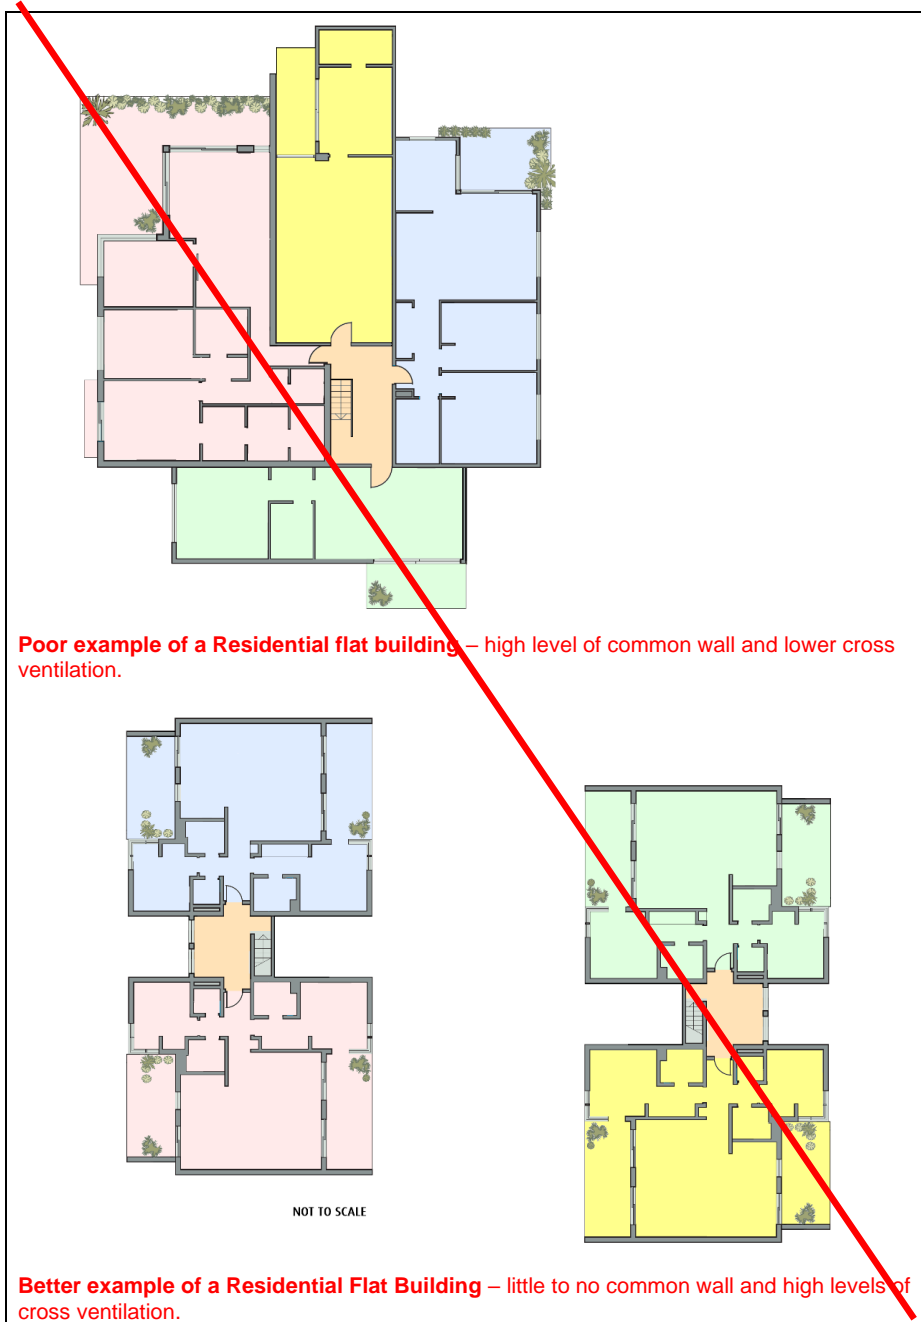 Poor example of a Residential flat building – high level of common wall and lower cross
ventilation.
NOT TO SCALE
Better example of a Residential Flat Building – little to no common wall and high levels of
cross ventilation.